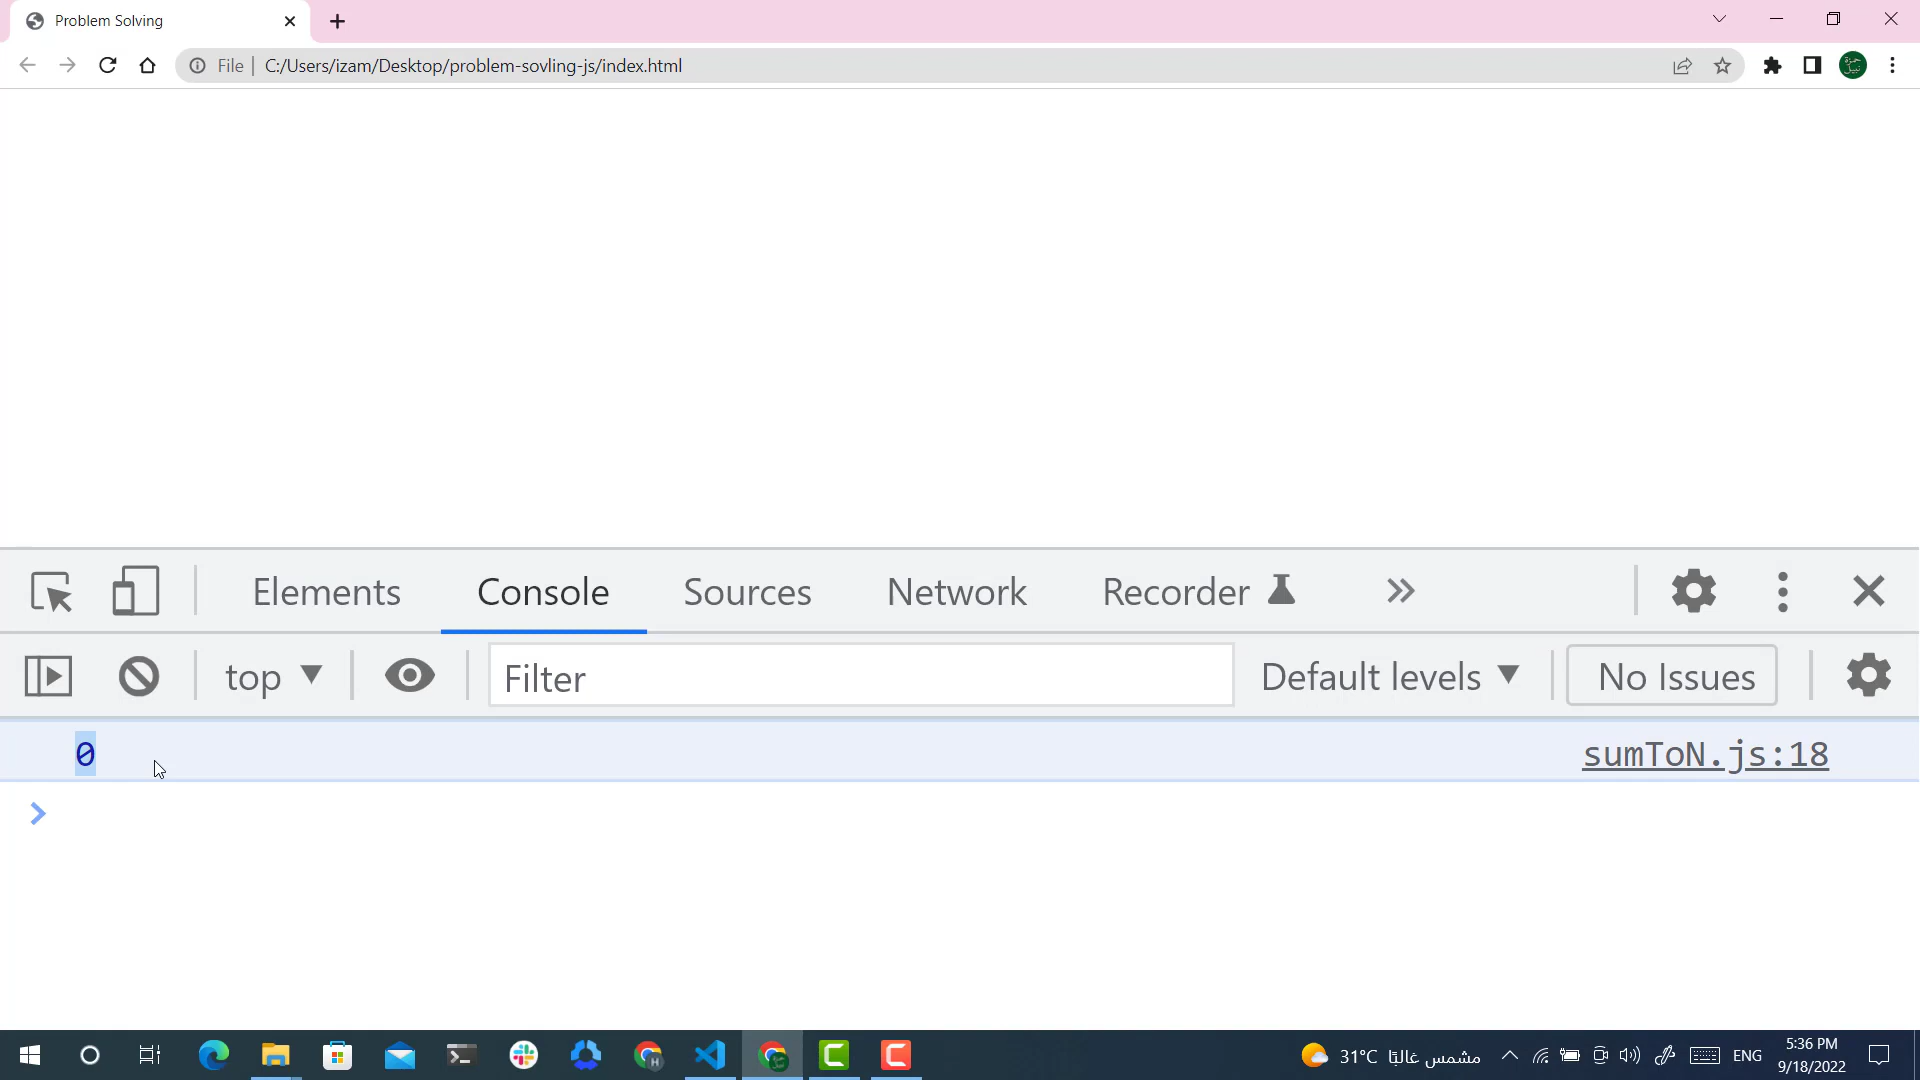 Problem Solving
File C:/Users/izam/Desktop/problem-sovling-js/index.html
Elements Console Sources Network Recorder
top Filter Default levels No Issues
0 sumToN.js:18
31°C مشمس غالبًا ENG 5:36 PM
9/18/2022